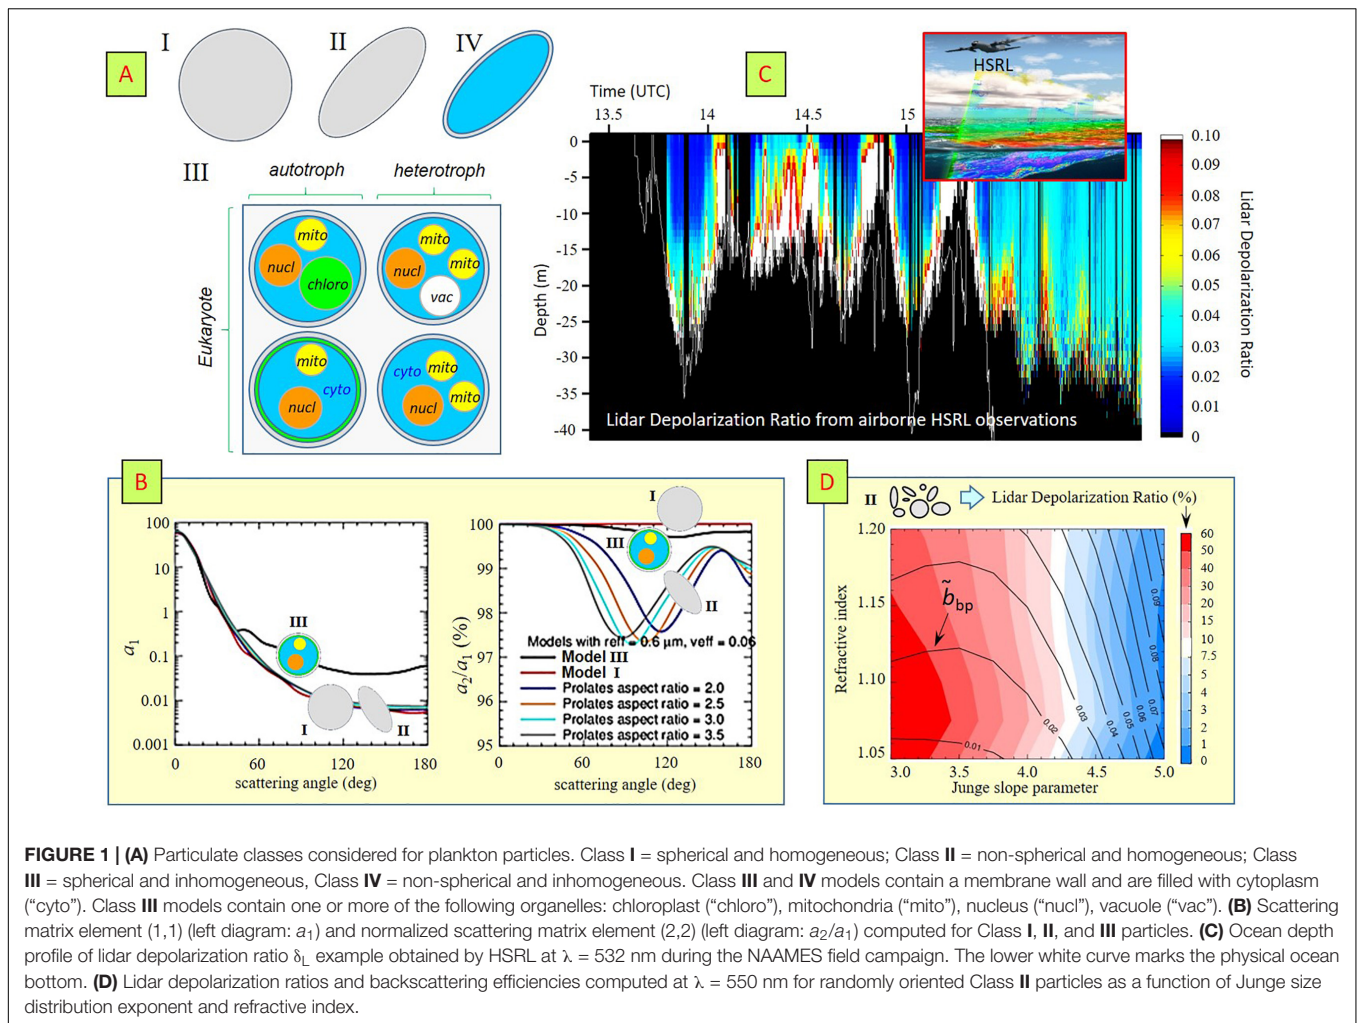 A
I
II
IV
III
autotroph
heterotroph
Eukaryote
mito
nucl
chloro
mito
nucl
mito
vac
mito
cyto
nucl
cyto
mito
nucl
mito
C
HSRL
Time (UTC)
13.5
14
14.5
15
0
-5
-10
-15
-20
-25
-30
-35
-40
Depth (m)
Lidar Depolarization Ratio from airborne HSRL observations
0.10
0.09
0.08
0.07
0.06
0.05
0.04
0.03
0.02
0.01
0
Lidar Depolarization Ratio
B
100
10
1
0.1
0.01
0.001
a1
III
I
II
0
60
120
180
scattering angle (deg)
100
99
98
97
96
95
a2/a1 (%)
I
III
II
Models with reff = 0.6 μm, veff = 0.06
Model III
Model I
Prolates aspect ratio = 2.0
Prolates aspect ratio = 2.5
Prolates aspect ratio = 3.0
Prolates aspect ratio = 3.5
0
60
120
180
scattering angle (deg)
D
II
Lidar Depolarization Ratio (%)
1.20
1.15
1.10
1.05
Refractive index
b̃bp
0.01
0.02
0.03
0.04
0.05
0.06
0.07
0.08
0.09
3.0
3.5
4.0
4.5
5.0
Junge slope parameter
60
50
40
30
20
15
10
7.5
5
4
3
2
1
0
FIGURE 1 | (A) Particulate classes considered for plankton particles. Class I = spherical and homogeneous; Class II = non-spherical and homogeneous; Class
III = spherical and inhomogeneous, Class IV = non-spherical and inhomogeneous. Class III and IV models contain a membrane wall and are filled with cytoplasm
(“cyto”). Class III models contain one or more of the following organelles: chloroplast (“chloro”), mitochondria (“mito”), nucleus (“nucl”), vacuole (“vac”). (B) Scattering
matrix element (1,1) (left diagram: a1) and normalized scattering matrix element (2,2) (left diagram: a2/a1) computed for Class I, II, and III particles. (C) Ocean depth
profile of lidar depolarization ratio δL example obtained by HSRL at λ = 532 nm during the NAAMES field campaign. The lower white curve marks the physical ocean
bottom. (D) Lidar depolarization ratios and backscattering efficiencies computed at λ = 550 nm for randomly oriented Class II particles as a function of Junge size
distribution exponent and refractive index.